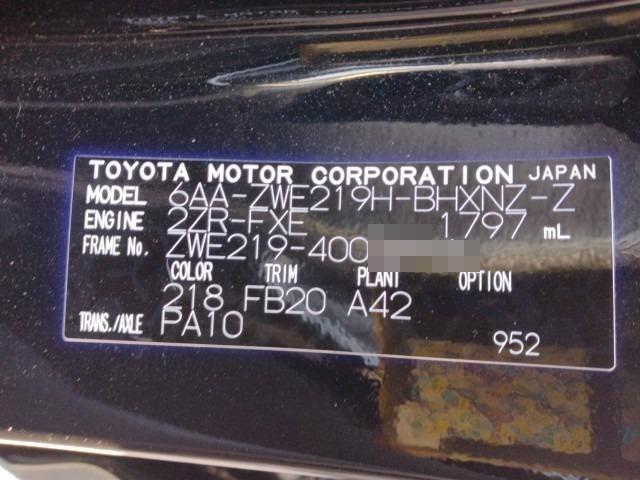 TOYOTA MOTOR CORPORATION JAPAN
MODEL 6AA-ZWE219H-BHXNZ-Z
ENGINE 2ZR-FXE 1797 mL
FRAME No. ZWE219-400
COLOR TRIM PLANT OPTION
218 FB20 A42
TRANS./AXLE PA10
952